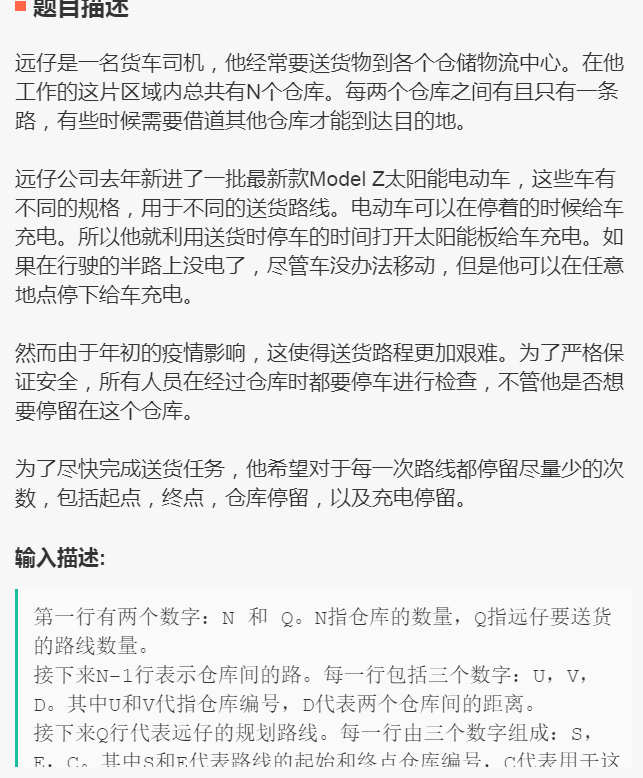 题目描述
远仔是一名货车司机，他经常要送货物到各个仓储物流中心。在他
工作的这片区域内总共有N个仓库。每两个仓库之间有且只有一条
路，有些时候需要借道其他仓库才能到达目的地。
远仔公司去年新进了一批最新款Model Z太阳能电动车，这些车有
不同的规格，用于不同的送货路线。电动车可以在停着的时候给车
充电。所以他就利用送货时停车的时间打开太阳能板给车充电。如
果在行驶的半路上没电了，尽管车没办法移动，但是他可以在任意
地点停下给车充电。
然而由于年初的疫情影响，这使得送货路程更加艰难。为了严格保
证安全，所有人员在经过仓库时都要停车进行检查，不管他是否想
要停留在这个仓库。
为了尽快完成送货任务，他希望对于每一次路线都停留尽量少的次
数，包括起点，终点，仓库停留，以及充电停留。
输入描述:
第一行有两个数字：N 和 Q。N指仓库的数量，Q指远仔要送货
的路线数量。
接下来N-1行表示仓库间的路。每一行包括三个数字：U，V，
D。其中U和V代指仓库编号，D代表两个仓库间的距离。
接下来Q行代表远仔的规划路线。每一行由三个数字组成：S，
E，C。其中S和E代表路线的起始和终点仓库编号，C代表用于这